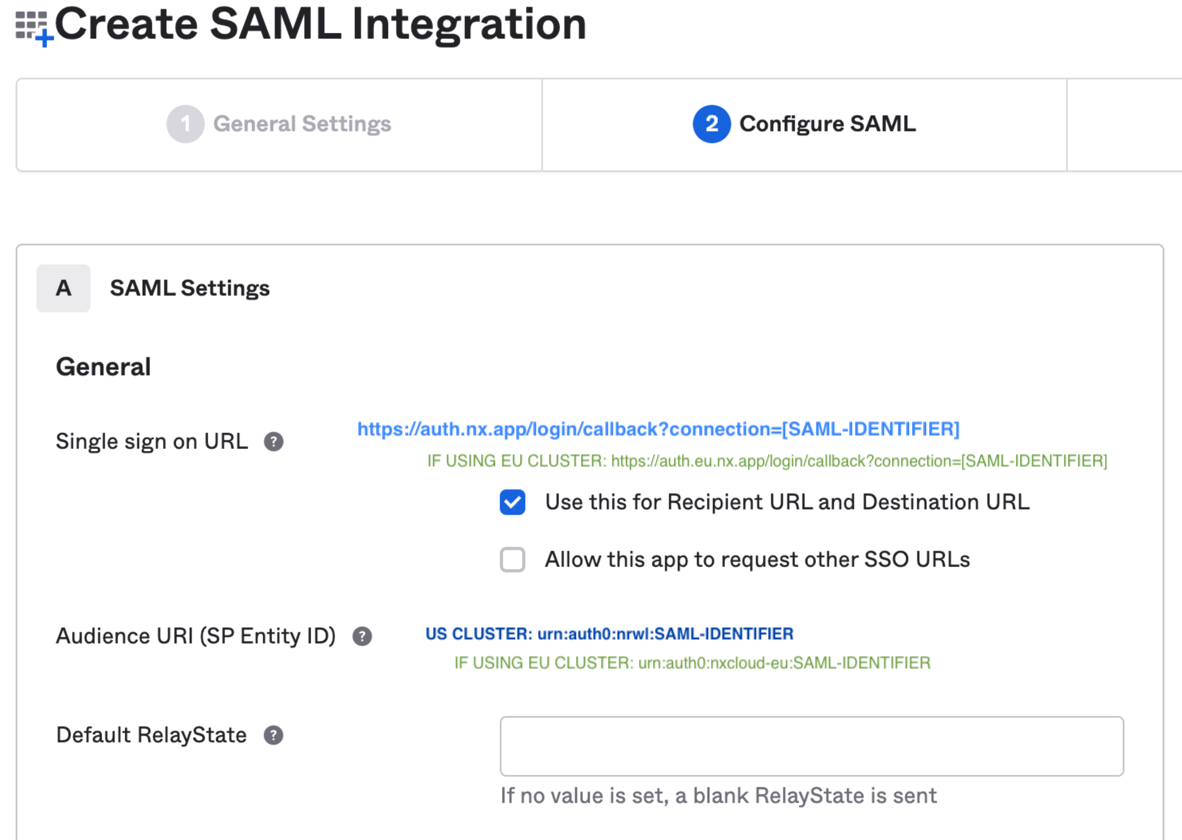 Create SAML Integration
1 General Settings
2 Configure SAML
A SAML Settings
General
Single sign on URL ?
https://auth.nx.app/login/callback?connection=[SAML-IDENTIFIER]
IF USING EU CLUSTER: https://auth.eu.nx.app/login/callback?connection=[SAML-IDENTIFIER]
Use this for Recipient URL and Destination URL
Allow this app to request other SSO URLs
Audience URI (SP Entity ID) ?
US CLUSTER: urn:auth0:nrwl:SAML-IDENTIFIER
IF USING EU CLUSTER: urn:auth0:nxcloud-eu:SAML-IDENTIFIER
Default RelayState ?
If no value is set, a blank RelayState is sent